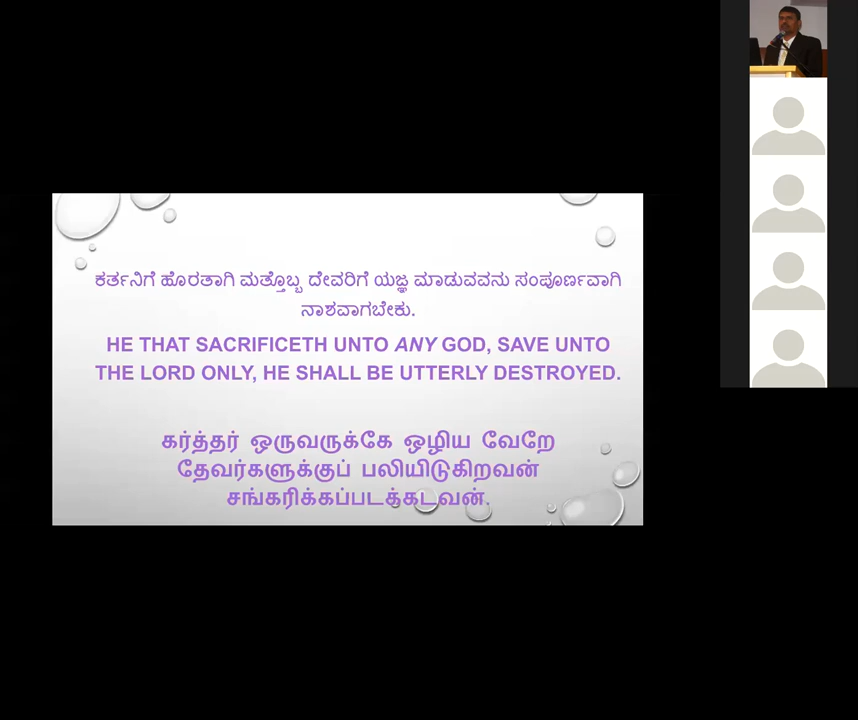 ಕರ್ತನಿಗೆ ಹೊರತಾಗಿ ಮತ್ತೊಬ್ಬ ದೇವರಿಗೆ ಯಜ್ಞ ಮಾಡುವವನು ಸಂಪೂರ್ಣವಾಗಿ
ನಾಶವಾಗಬೇಕು.
HE THAT SACRIFICETH UNTO ANY GOD, SAVE UNTO
THE LORD ONLY, HE SHALL BE UTTERLY DESTROYED.
கர்த்தர் ஒருவருக்கே ஒழிய வேறே
தேவர்களுக்குப் பலியிடுகிறவன்
சங்கரிக்கப்படக்கடவன்.